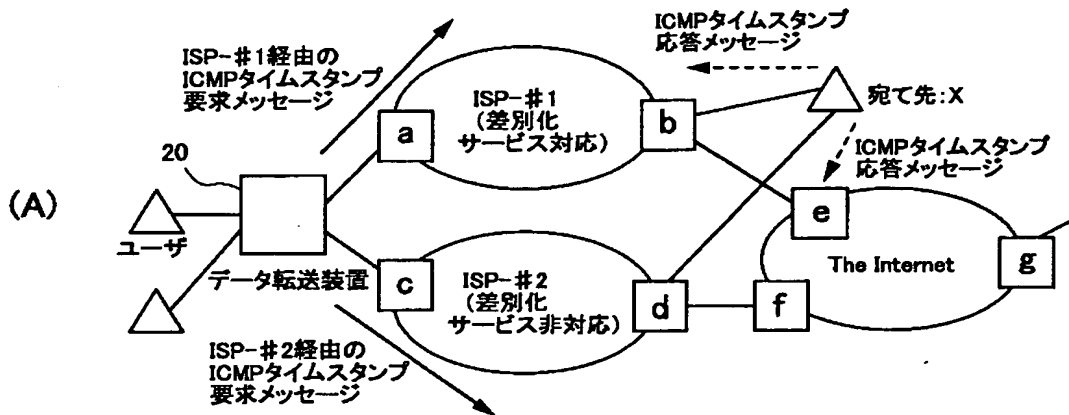 (A)
ISP-#1経由の
ICMPタイムスタンプ
要求メッセージ
ICMPタイムスタンプ
応答メッセージ
宛て先:X
ISP-#1
(差別化
サービス対応)
a
b
20
ICMPタイムスタンプ
応答メッセージ
ユーザ
データ転送装置
e
The Internet
g
c
ISP-#2
(差別化
サービス非対応)
d
f
ISP-#2経由の
ICMPタイムスタンプ
要求メッセージ